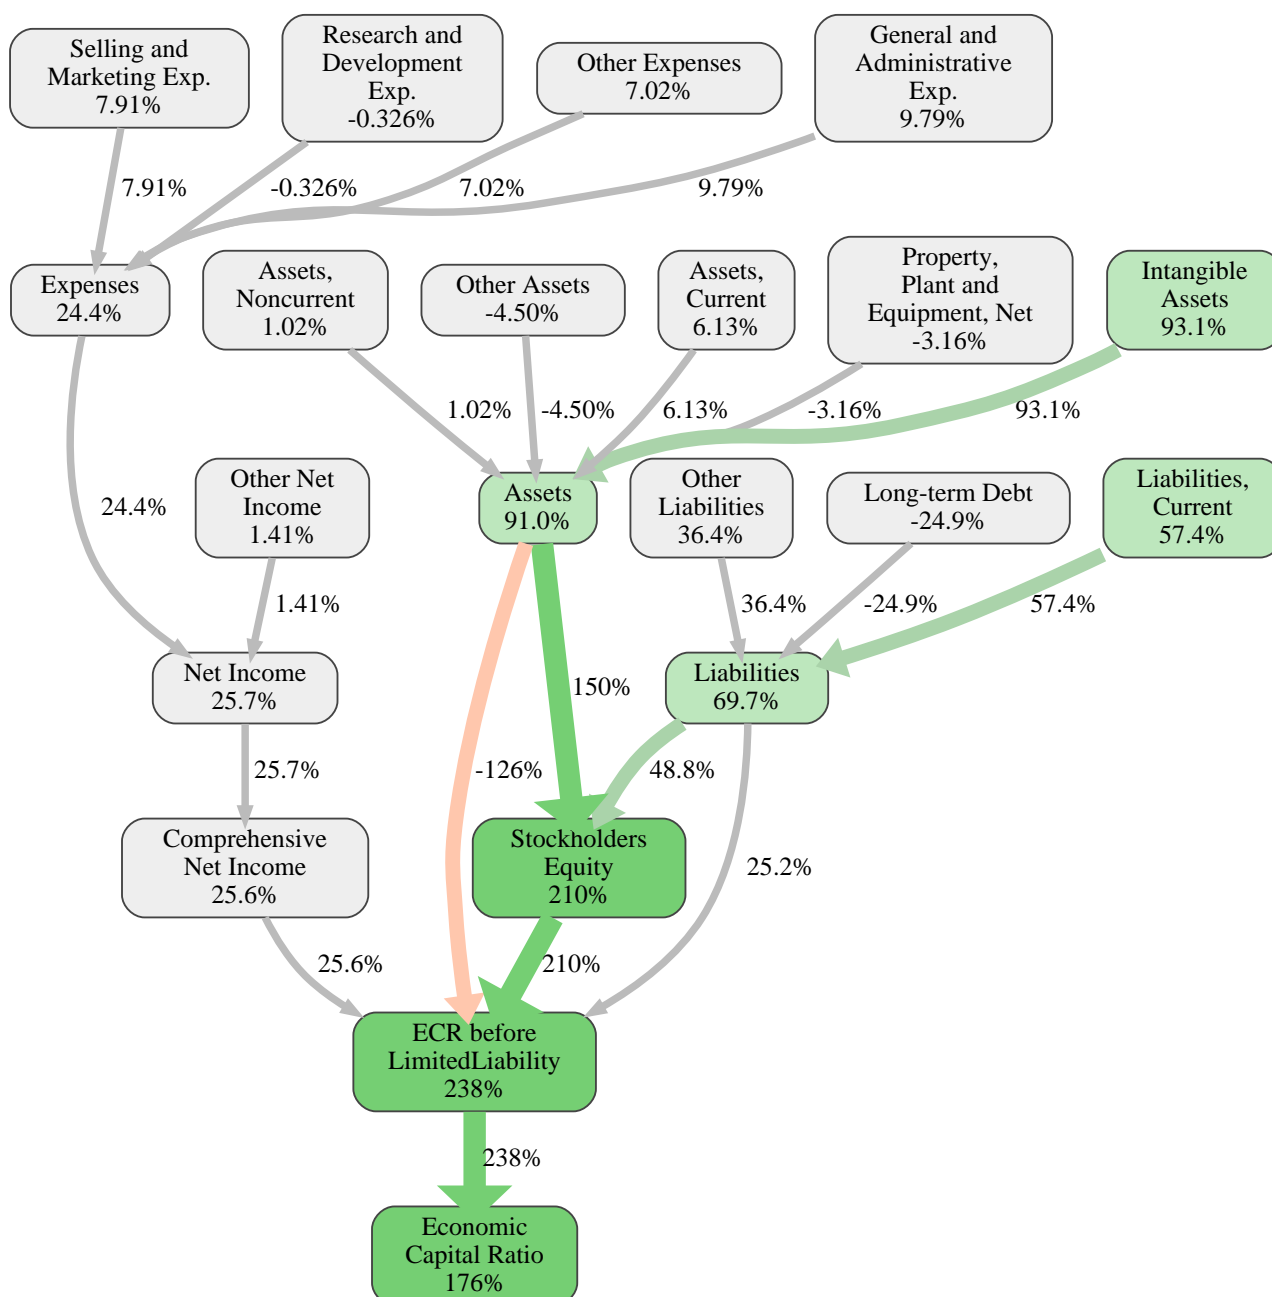 Selling and
Marketing Exp.
7.91%
Research and
Development
Exp.
-0.326%
Other Expenses
7.02%
General and
Administrative
Exp.
9.79%
7.91%
-0.326%
7.02%
9.79%
Expenses
24.4%
Assets,
Noncurrent
1.02%
Other Assets
-4.50%
Assets,
Current
6.13%
Property,
Plant and
Equipment, Net
-3.16%
Intangible
Assets
93.1%
1.02%
-4.50%
6.13%
-3.16%
93.1%
24.4%
Other Net
Income
1.41%
Assets
91.0%
Other
Liabilities
36.4%
Long-term Debt
-24.9%
Liabilities,
Current
57.4%
1.41%
36.4%
-24.9%
57.4%
Net Income
25.7%
Liabilities
69.7%
150%
25.7%
-126%
48.8%
Comprehensive
Net Income
25.6%
Stockholders
Equity
210%
25.2%
25.6%
210%
ECR before
LimitedLiability
238%
238%
Economic
Capital Ratio
176%